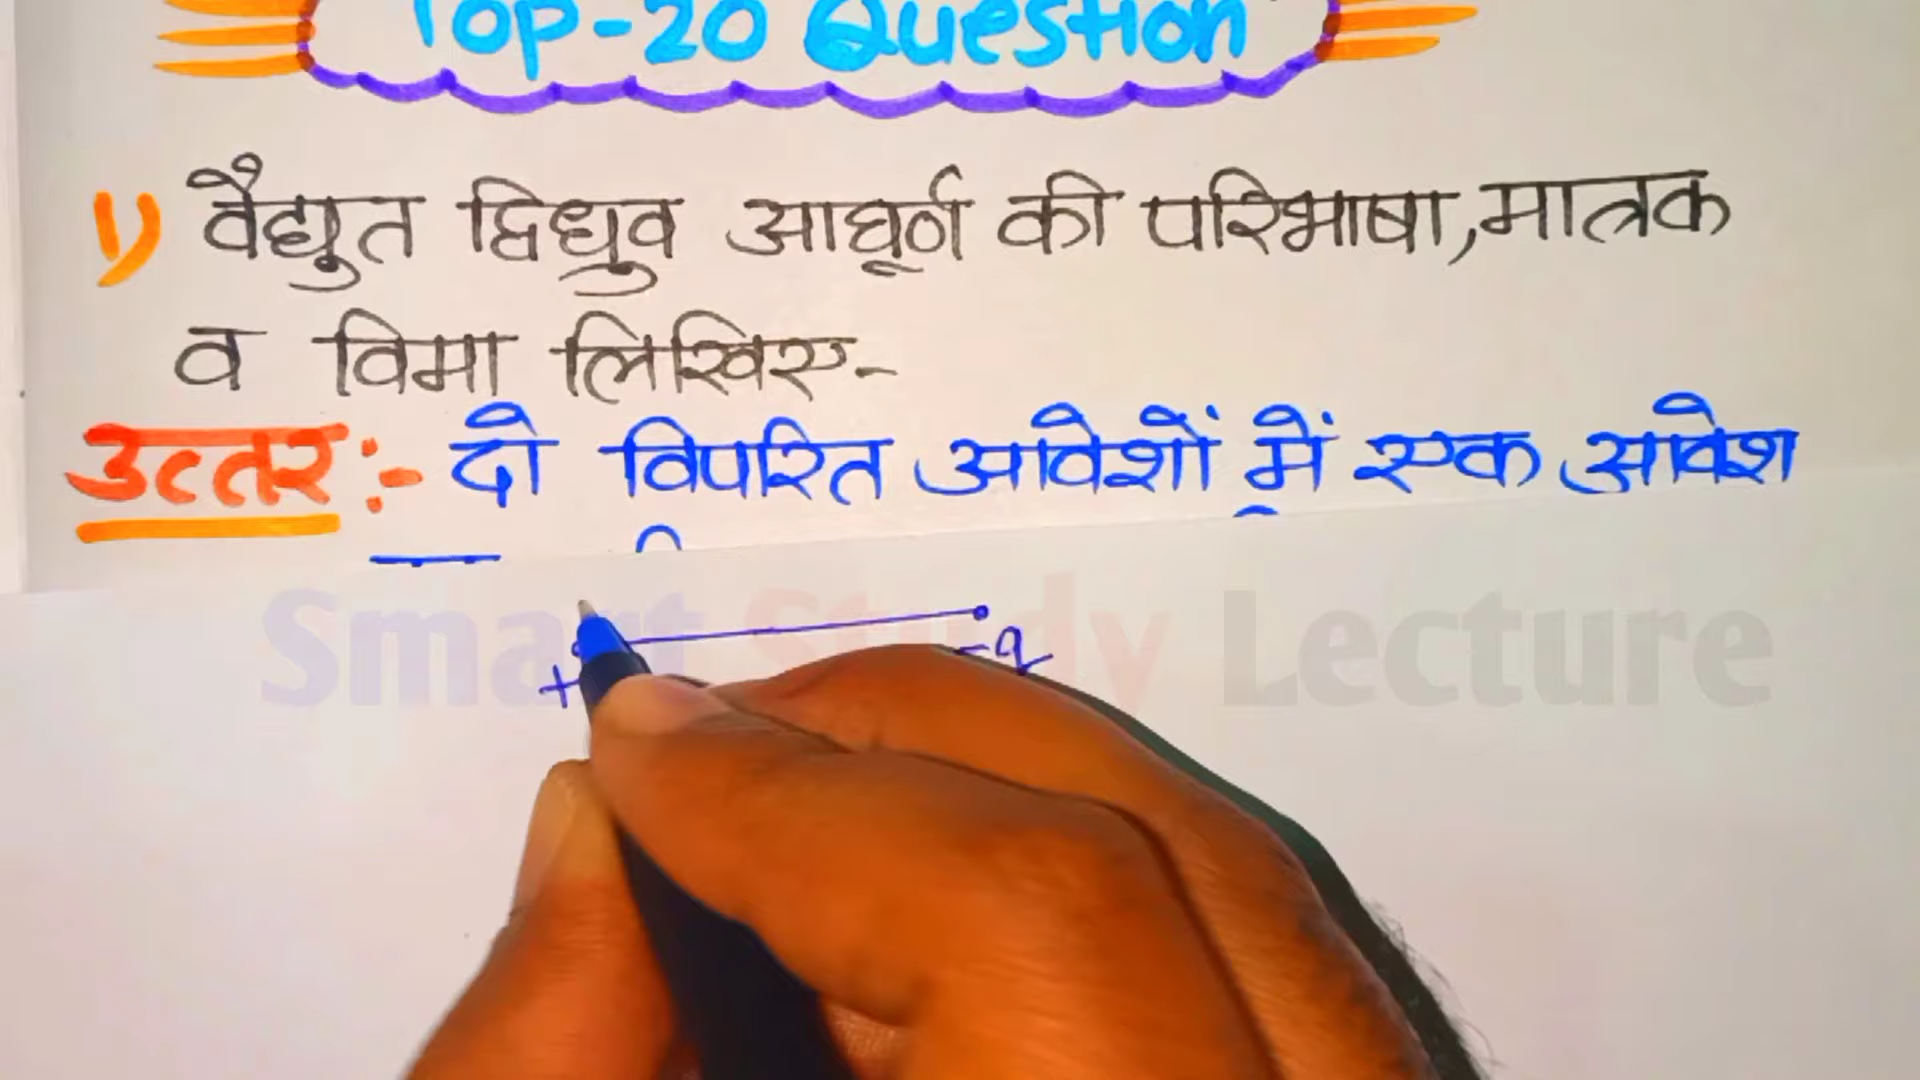 Top-20 Question
1) वैद्युत द्विध्रुव आघूर्ण की परिभाषा, मात्रक
व विमा लिखिए-
उत्तर:- दो विपरित आवेशों में एक आवेश
+ -q
Smart Study Lecture